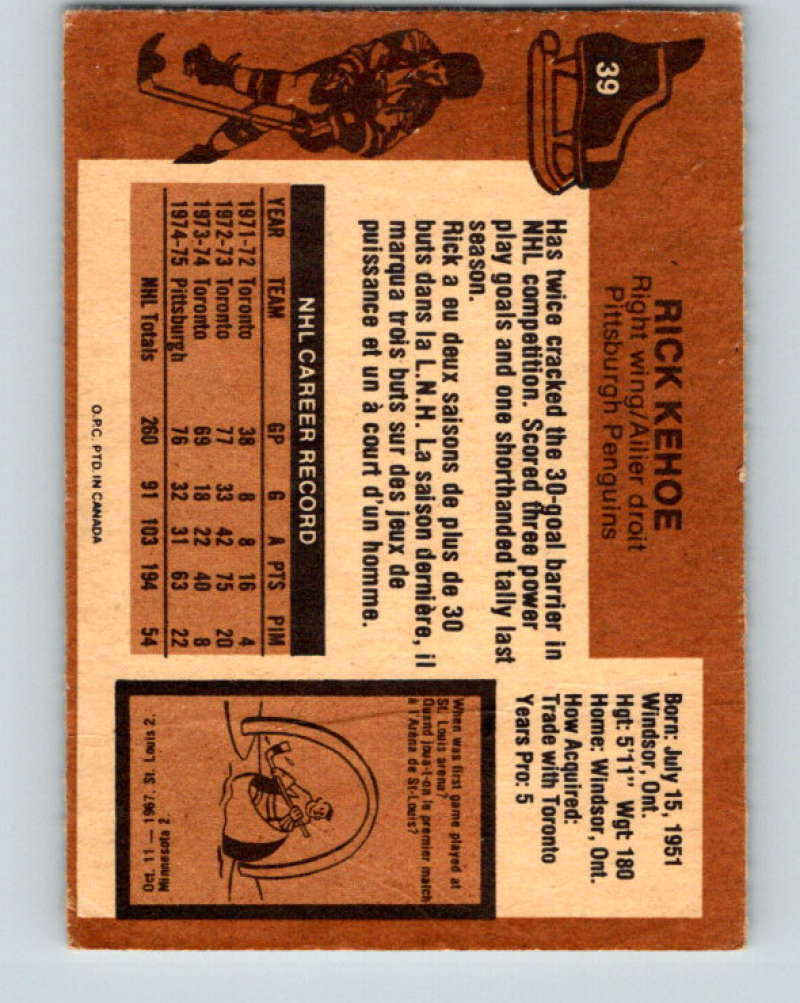 39
RICK KEHOE
Right wing/Ailier droit
Pittsburgh Penguins
Born: July 15, 1951
Windsor, Ont.
Hgt: 5'11" Wgt: 180
Home: Windsor, Ont.
How Acquired:
Trade with Toronto
Years Pro: 5
Has twice cracked the 30-goal barrier in
NHL competition. Scored three power
play goals and one shorthanded tally last
season.
Rick a eu deux saisons de plus de 30
buts dans la L.N.H. La saison dernière, il
marqua trois buts sur des jeux de
puissance et un à court d'un homme.
NHL CAREER RECORD
YEAR TEAM GP G A PTS PIM
1971-72 Toronto 38 8 8 16 4
1972-73 Toronto 77 33 42 75 20
1973-74 Toronto 69 18 22 40 8
1974-75 Pittsburgh 76 32 31 63 22
NHL Totals 260 91 103 194 54
When was first game played at
St. Louis arena?
Quand joua-t-on le premier match
à l'Aréna de St-Louis?
Minnesota 2
Oct. 11 — 1967. St. Louis 2.
O.P.C. PTD. IN CANADA